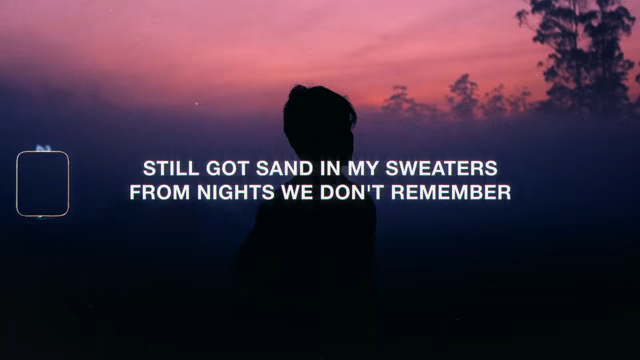 STILL GOT SAND IN MY SWEATERS
FROM NIGHTS WE DON'T REMEMBER